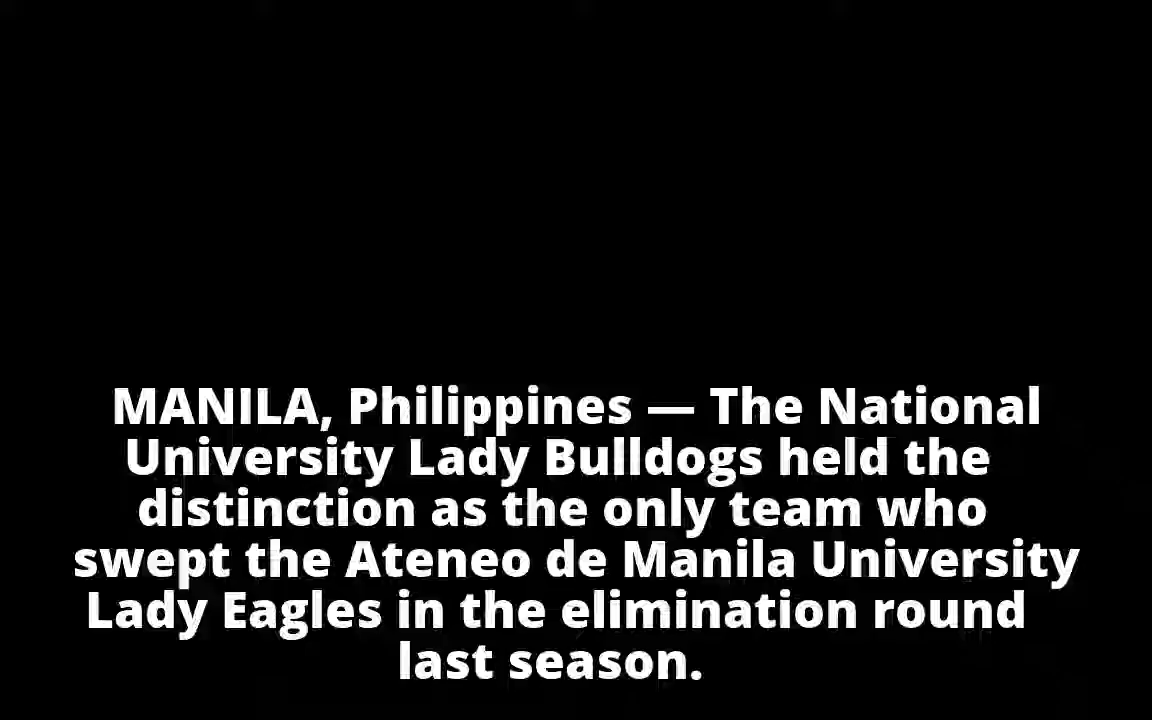 MANILA, Philippines — The National
University Lady Bulldogs held the
distinction as the only team who
swept the Ateneo de Manila University
Lady Eagles in the elimination round
last season.